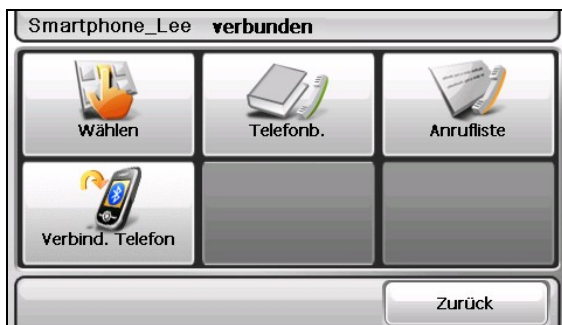 Smartphone_Lee verbunden
Wählen
Telefonb.
Anrufliste
Verbind. Telefon
Zurück